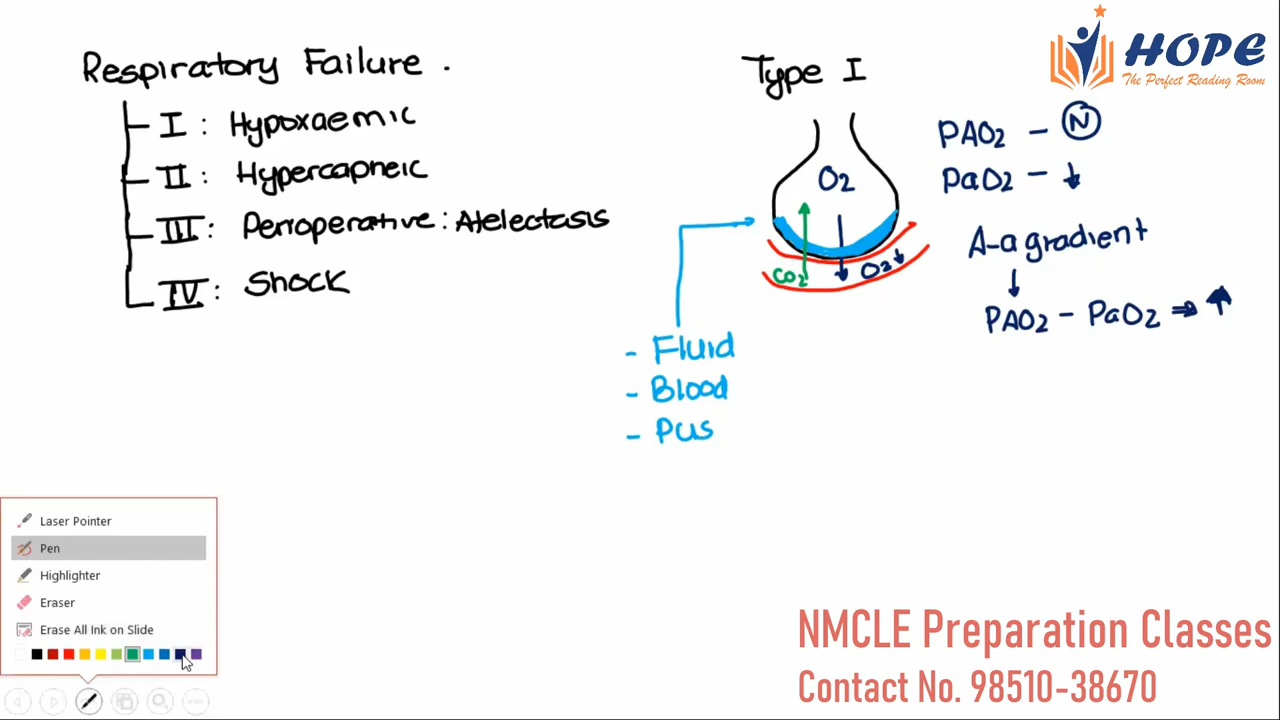 Respiratory Failure .
I : Hypoxaemic
II : Hypercapneic
III : Perioperative : Atelectasis
IV : Shock
Type I
O2
CO2
O2↓
PAO2 - N
PaO2 - ↓
A-a gradient
↓
PAO2 - PaO2 ⇒ ↑
- Fluid
- Blood
- Pus
HOPE
The Perfect Reading Room
Laser Pointer
Pen
Highlighter
Eraser
Erase All Ink on Slide
NMCLE Preparation Classes
Contact No. 98510-38670